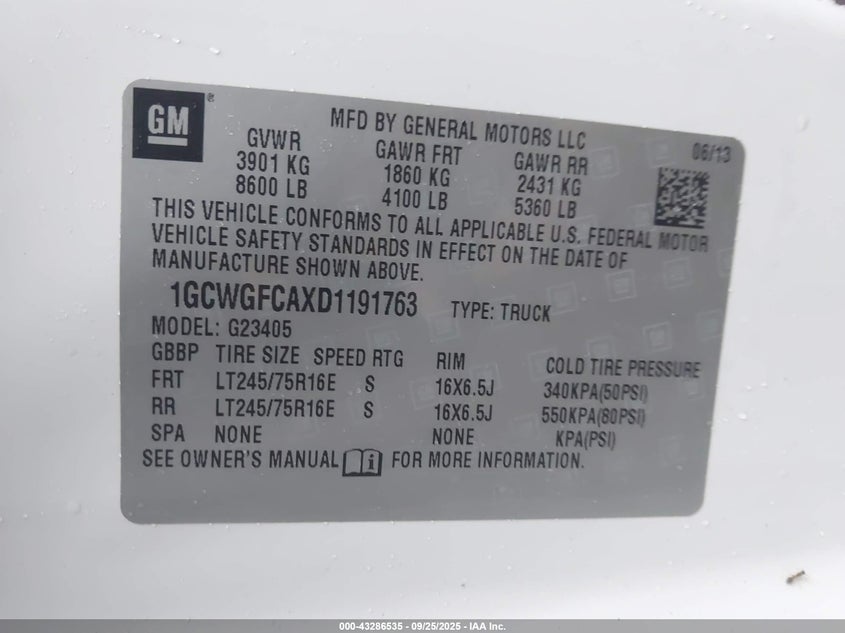 GM®
MFD BY GENERAL MOTORS LLC
06/13
GVWR GAWR FRT GAWR RR
3901 KG 1860 KG 2431 KG
8600 LB 4100 LB 5360 LB
THIS VEHICLE CONFORMS TO ALL APPLICABLE U.S. FEDERAL MOTOR
VEHICLE SAFETY STANDARDS IN EFFECT ON THE DATE OF
MANUFACTURE SHOWN ABOVE.
1GCWGFCAXD1191763 TYPE: TRUCK
MODEL: G23405
GBBP TIRE SIZE SPEED RTG RIM COLD TIRE PRESSURE
FRT LT245/75R16E S 16X6.5J 340KPA(50PSI)
RR LT245/75R16E S 16X6.5J 550KPA(80PSI)
SPA NONE NONE KPA(PSI)
SEE OWNER'S MANUAL i FOR MORE INFORMATION.
000-43286535 - 09/25/2025 - IAA Inc.